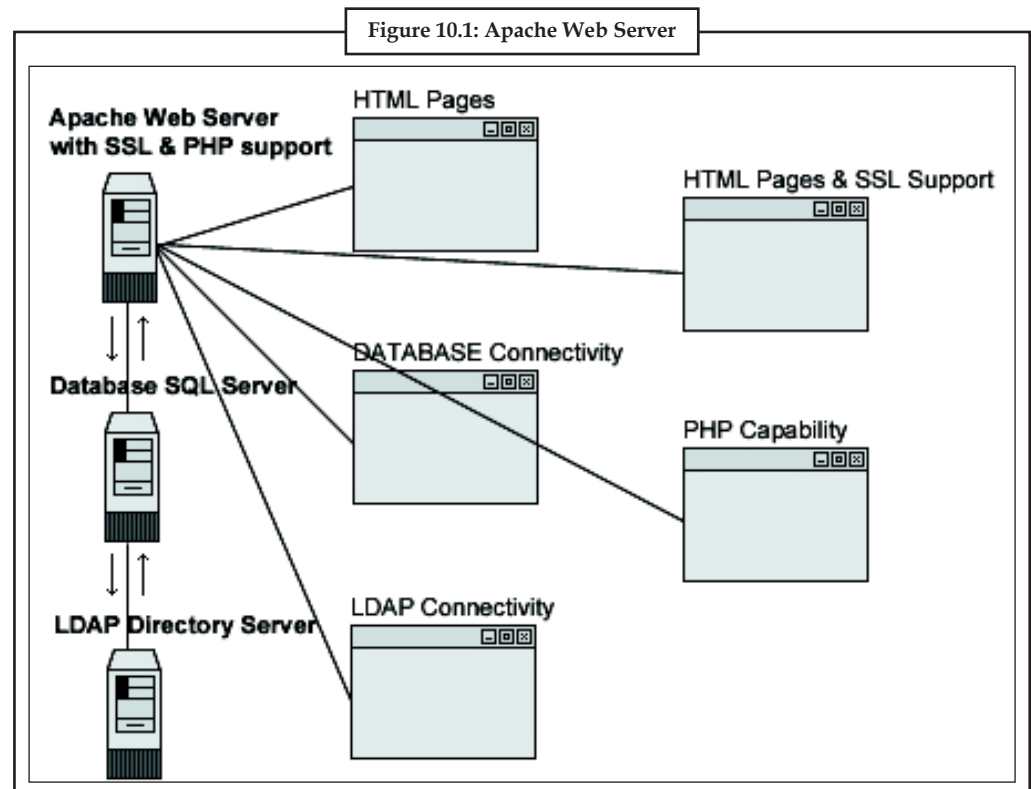 Figure 10.1: Apache Web Server
Apache Web Server
with SSL & PHP support
HTML Pages
HTML Pages & SSL Support
DATABASE Connectivity
Database SQL Server
PHP Capability
LDAP Connectivity
LDAP Directory Server